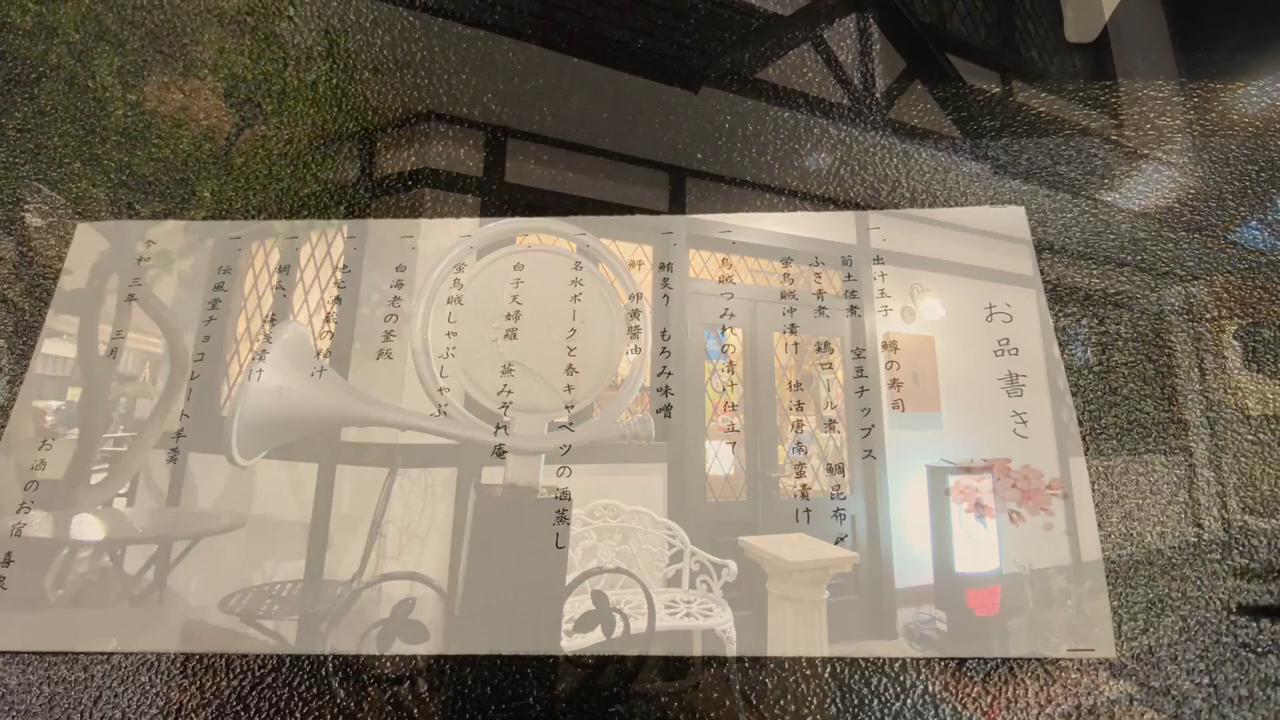 お品書き
一、出汁玉子 鱒の寿司
筍土佐煮 空豆チップス
ふき青煮 鶏ロール煮 鯛昆布〆
蛍烏賊沖漬け 独活唐南蛮漬け
一、烏賊つみれの清汁仕立て
一、鮪炙り もろみ味噌
鮃 卵黄醤油
一、名水ポークと春キャベツの酒蒸し
一、白子天婦羅 蕪みぞれ庵
一、蛍烏賊しゃぶしゃぶ
一、白海老の釜飯
一、地元酒蔵の粕汁
一、胡瓜、蕪浅漬け
一、伝風堂チョコレート羊羹
令和三年 三月
お酒のお宿 喜泉